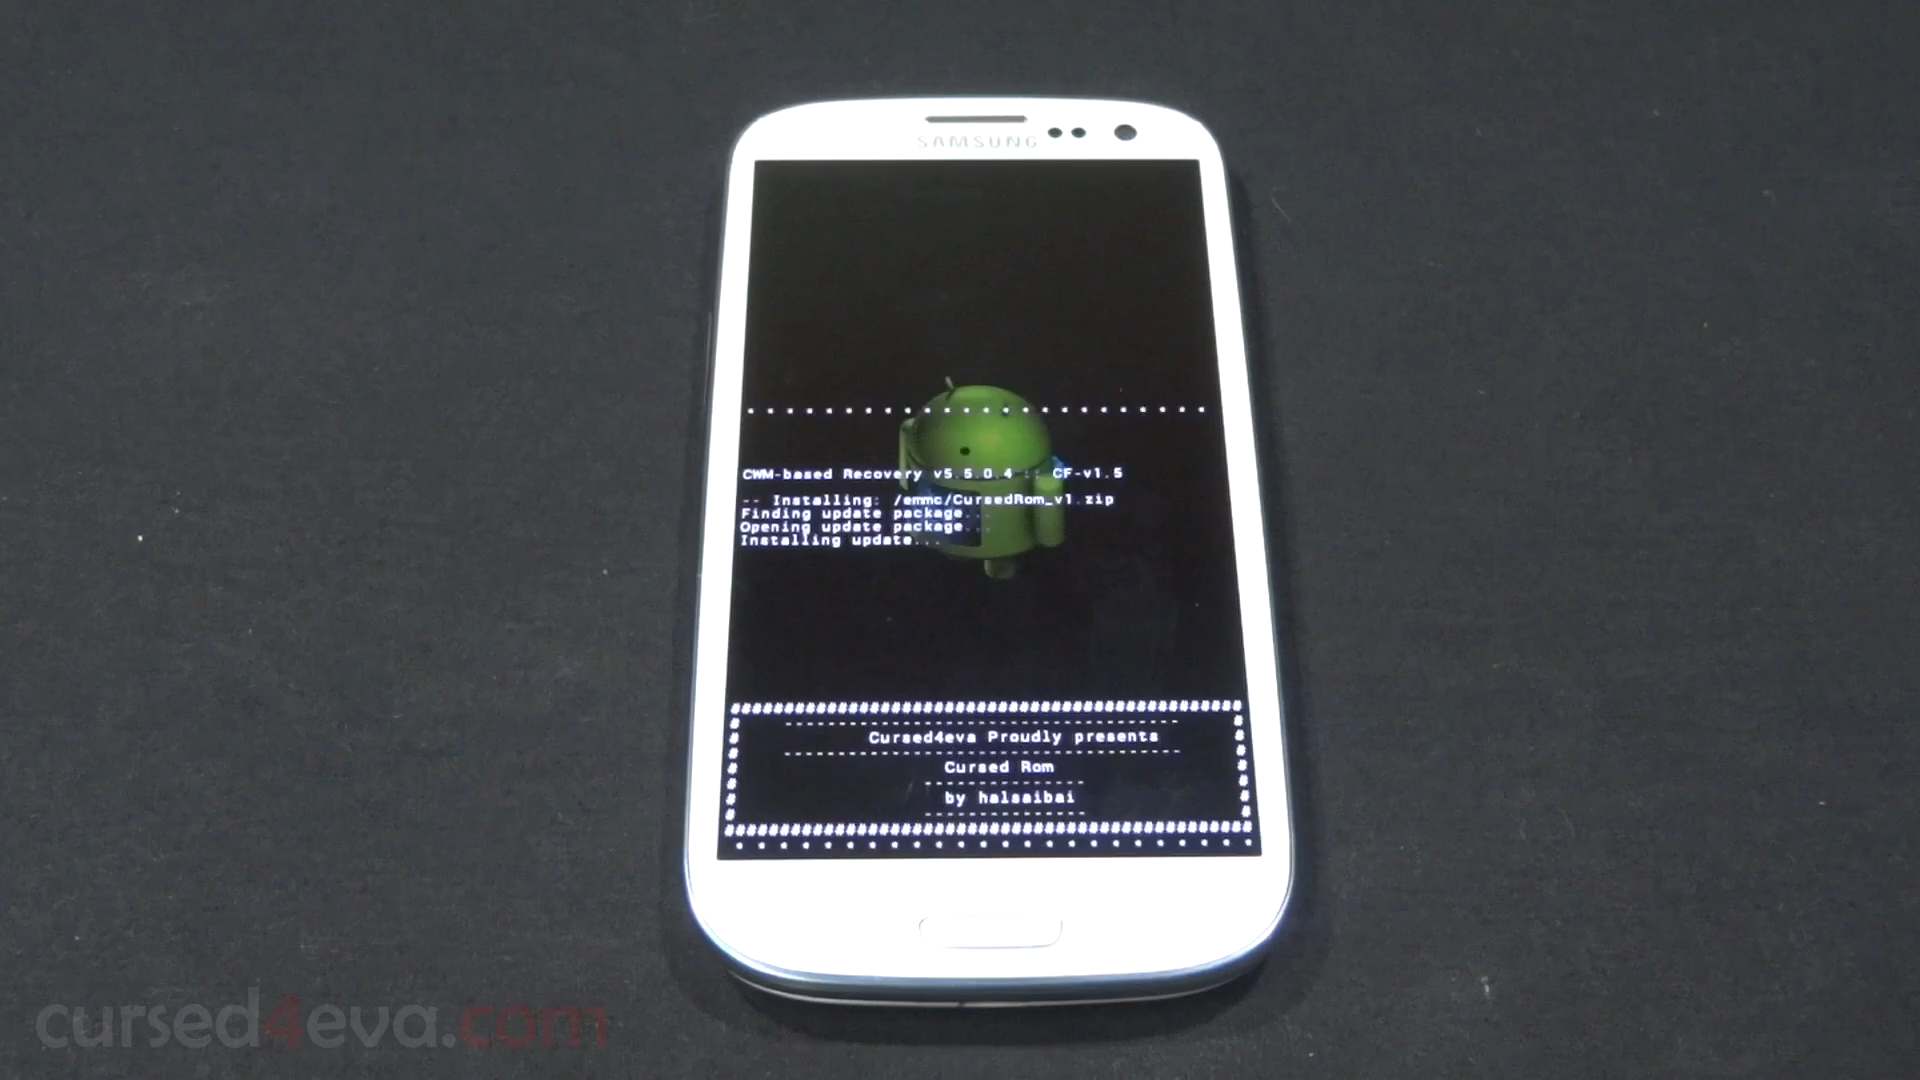 SAMSUNG
CWM-based Recovery v5.5.0.4 :: CF-v1.5
-- Installing: /emmc/CursedRom_v1.zip
Finding update package...
Opening update package...
Installing update...
##################################################
# ---------------------------------------- #
# Cursed4eva Proudly presents #
# ---------------------------------------- #
# Cursed Rom #
# ---------------- #
# by halsaibai #
# ---------------- #
##################################################
cursed4eva.com